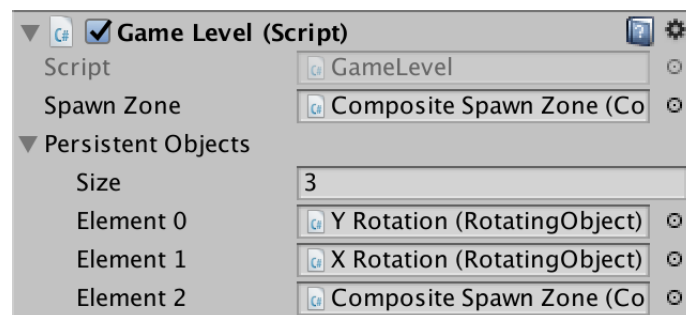 Game Level (Script)
Script GameLevel
Spawn Zone Composite Spawn Zone (Co
Persistent Objects
Size 3
Element 0 Y Rotation (RotatingObject)
Element 1 X Rotation (RotatingObject)
Element 2 Composite Spawn Zone (Co